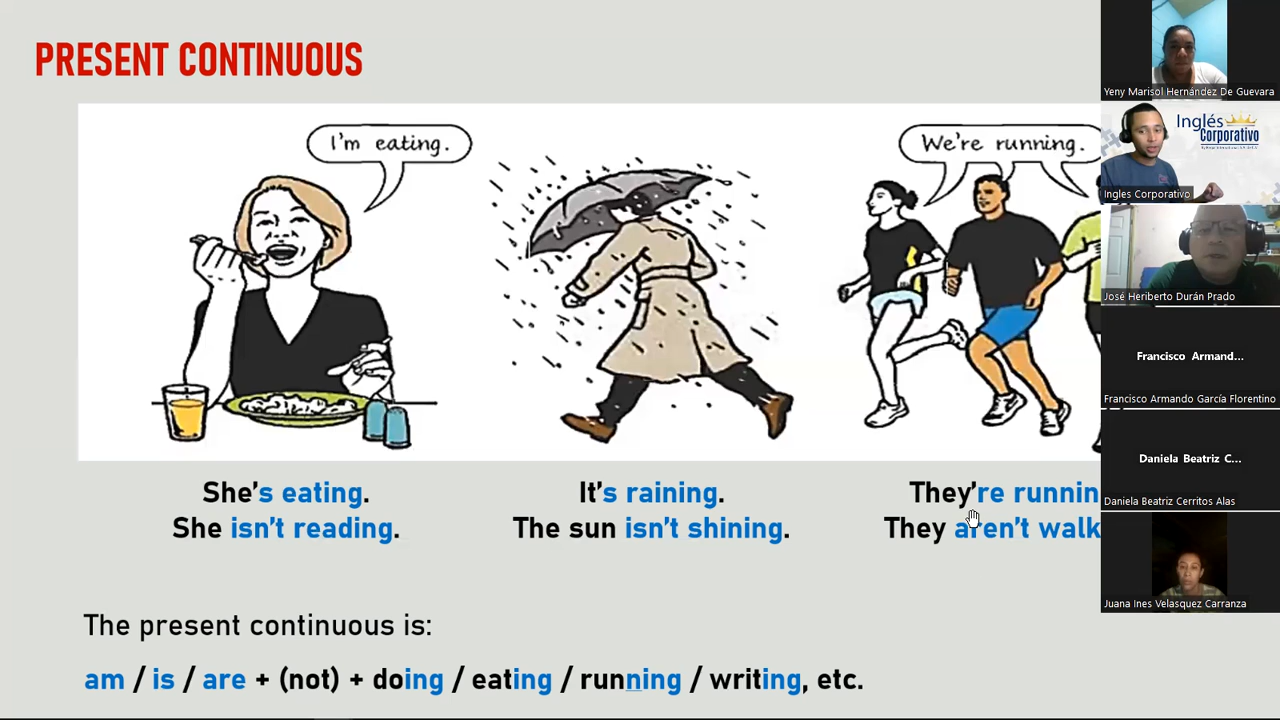 PRESENT CONTINUOUS
I'm eating.
We're running.
She's eating.
She isn't reading.
It's raining.
The sun isn't shining.
They're runnin
They aren't walk
The present continuous is:
am / is / are + (not) + doing / eating / running / writing, etc.
Yeny Marisol Hernández De Guevara
Inglés
Corporativo
Ingles Corporativo
José Heriberto Durán Prado
Francisco Armand...
Francisco Armando García Florentino
Daniela Beatriz C...
Daniela Beatriz Cerritos Alas
Juana Ines Velasquez Carranza